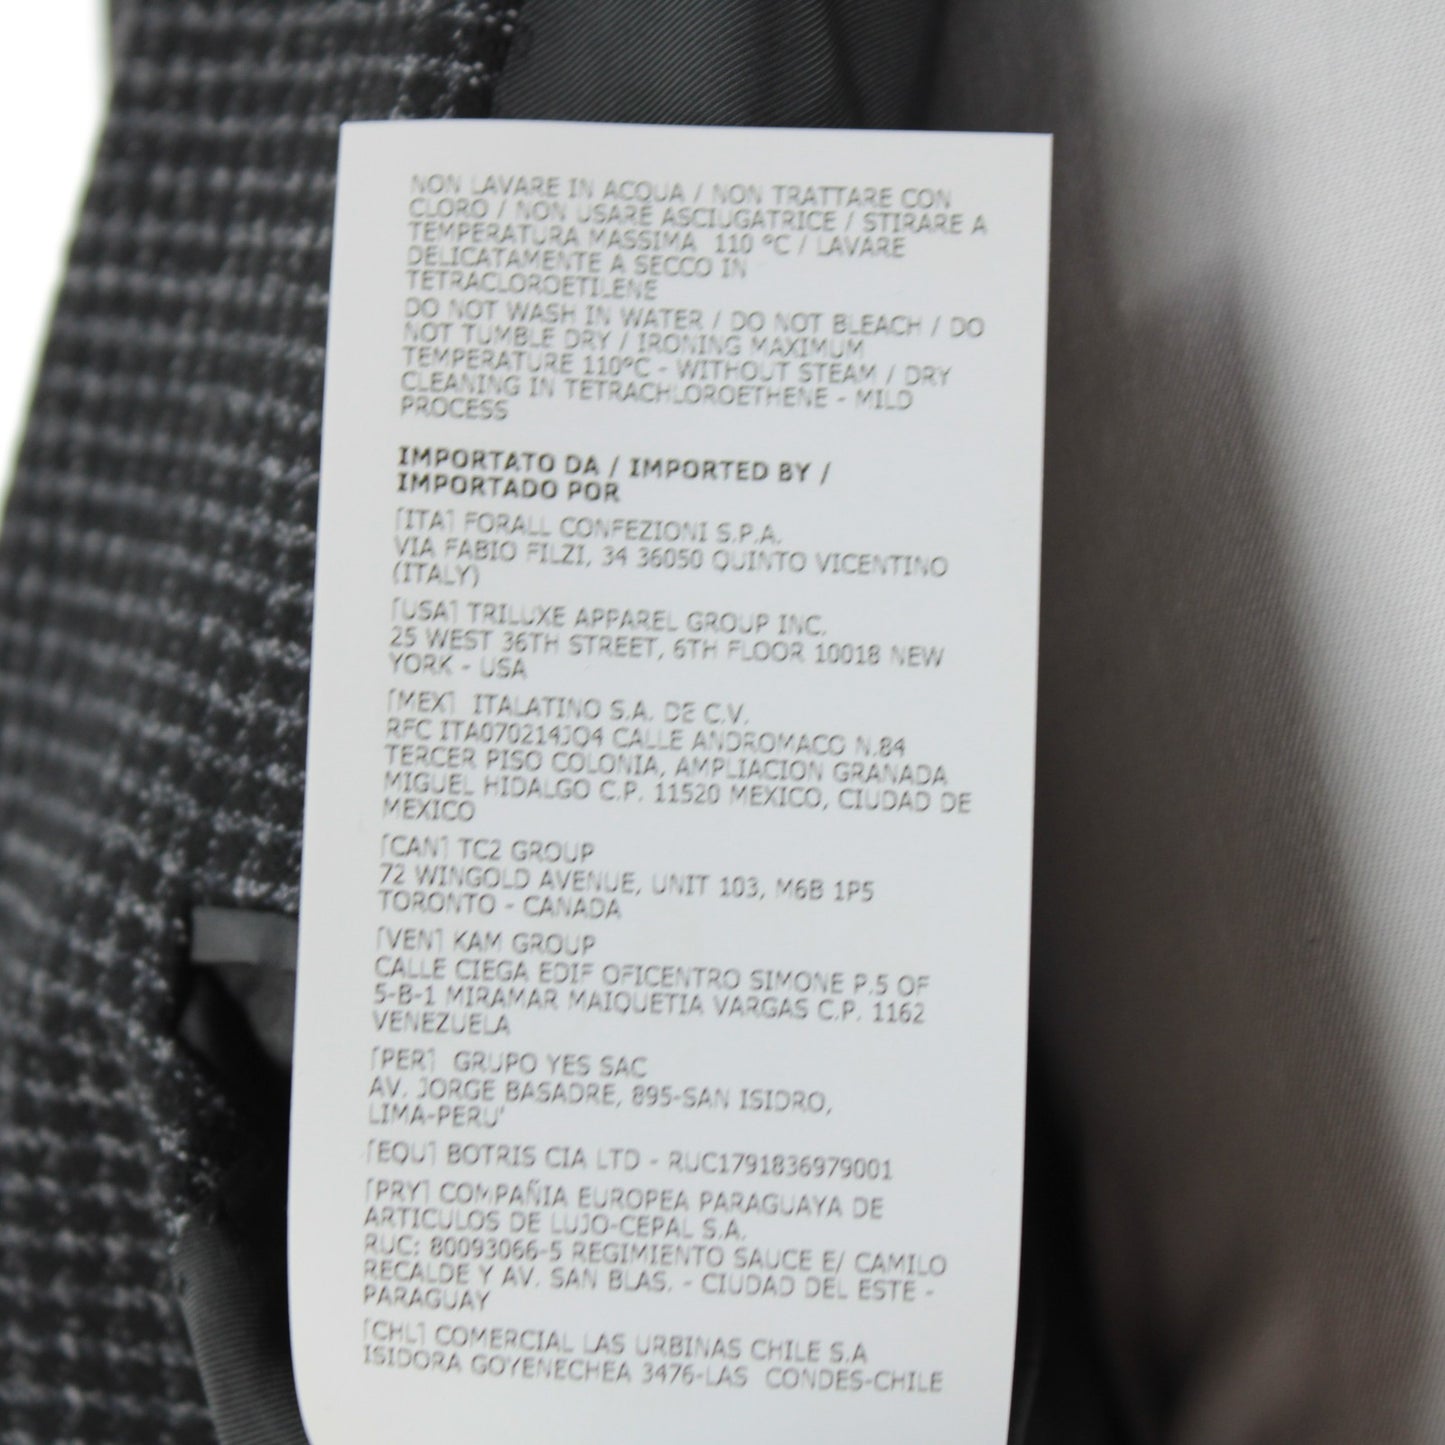 NON LAVARE IN ACQUA / NON TRATTARE CON
CLORO / NON USARE ASCIUGATRICE / STIRARE A
TEMPERATURA MASSIMA 110 °C / LAVARE
DELICATAMENTE A SECCO IN
TETRACLOROETILENE
DO NOT WASH IN WATER / DO NOT BLEACH / DO
NOT TUMBLE DRY / IRONING MAXIMUM
TEMPERATURE 110°C - WITHOUT STEAM / DRY
CLEANING IN TETRACHLOROETHENE - MILD
PROCESS
IMPORTATO DA / IMPORTED BY /
IMPORTADO POR
[ITA] FORALL CONFEZIONI S.P.A.
VIA FABIO FILZI, 34 36050 QUINTO VICENTINO
(ITALY)
[USA] TRILUXE APPAREL GROUP INC.
25 WEST 36TH STREET, 6TH FLOOR 10018 NEW
YORK - USA
[MEX] ITALATINO S.A. DE C.V.
RFC ITA070214JQ4 CALLE ANDROMACO N.84
TERCER PISO COLONIA, AMPLIACION GRANADA
MIGUEL HIDALGO C.P. 11520 MEXICO, CIUDAD DE
MEXICO
[CAN] TC2 GROUP
72 WINGOLD AVENUE, UNIT 103, M6B 1P5
TORONTO - CANADA
[VEN] KAM GROUP
CALLE CIEGA EDIF OFICENTRO SIMONE P.5 OF
5-B-1 MIRAMAR MAIQUETIA VARGAS C.P. 1162
VENEZUELA
[PER] GRUPO YES SAC
AV. JORGE BASADRE, 895-SAN ISIDRO,
LIMA-PERU'
[EQU] BOTRIS CIA LTD - RUC1791836979001
[PRY] COMPAÑIA EUROPEA PARAGUAYA DE
ARTICULOS DE LUJO-CEPAL S.A.
RUC: 80093066-5 REGIMIENTO SAUCE E/ CAMILO
RECALDE Y AV. SAN BLAS. - CIUDAD DEL ESTE -
PARAGUAY
[CHL] COMERCIAL LAS URBINAS CHILE S.A
ISIDORA GOYENECHEA 3476-LAS CONDES-CHILE